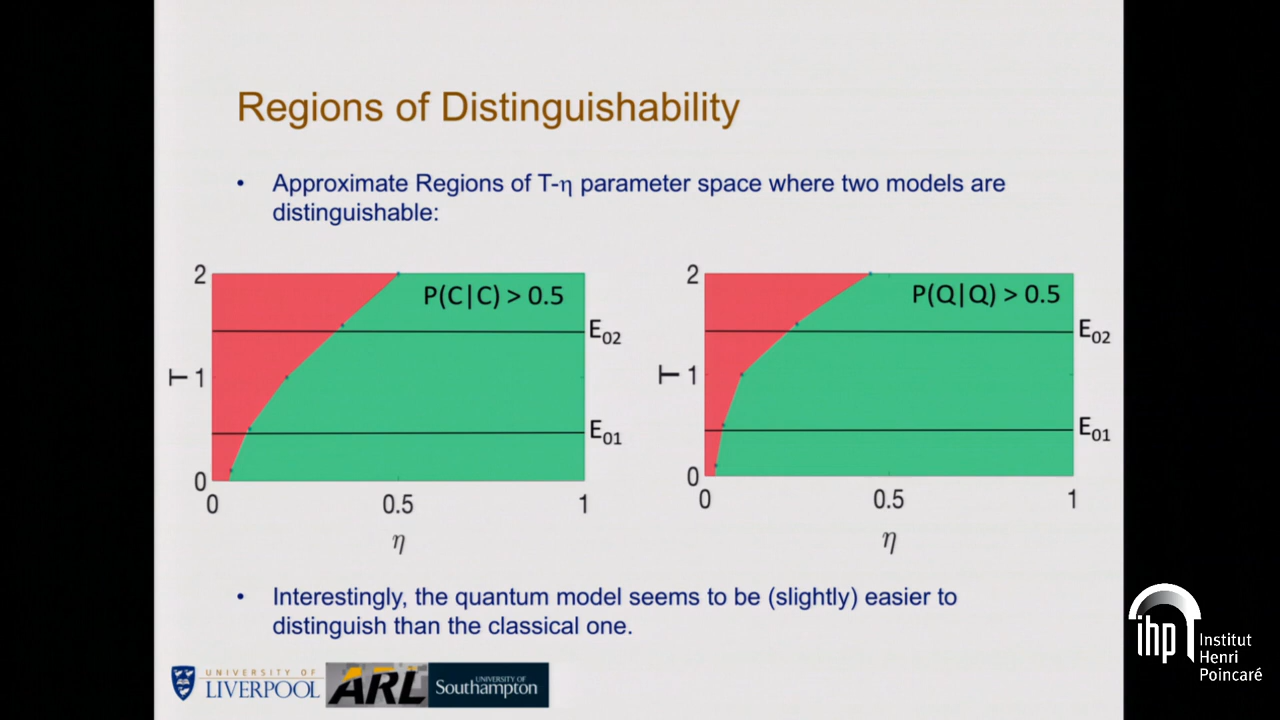 Regions of Distinguishability
• Approximate Regions of T-η parameter space where two models are
distinguishable:
2
P(C|C) > 0.5
E02
T 1
E01
0
0 0.5 1
η
2
P(Q|Q) > 0.5
E02
T 1
E01
0
0 0.5 1
η
• Interestingly, the quantum model seems to be (slightly) easier to
distinguish than the classical one.
UNIVERSITY OF
LIVERPOOL
ARL
UNIVERSITY OF
Southampton
ihp
Institut
Henri
Poincaré